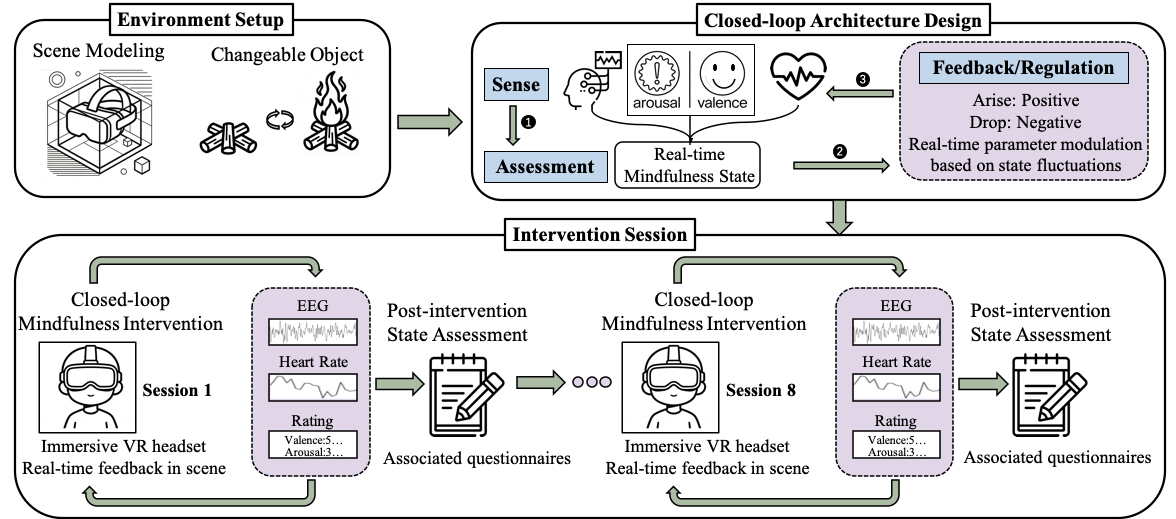 Environment Setup
Scene Modeling
Changeable Object
Closed-loop Architecture Design
Sense
1
Assessment
arousal
valence
Real-time
Mindfulness State
2
3
Feedback/Regulation
Arise: Positive
Drop: Negative
Real-time parameter modulation
based on state fluctuations
Intervention Session
Closed-loop
Mindfulness Intervention
Session 1
Immersive VR headset
Real-time feedback in scene
EEG
Heart Rate
Rating
Valence:5…
Arousal:3…
Post-intervention
State Assessment
Associated questionnaires
Closed-loop
Mindfulness Intervention
Session 8
Immersive VR headset
Real-time feedback in scene
EEG
Heart Rate
Rating
Valence:5…
Arousal:3…
Post-intervention
State Assessment
Associated questionnaires